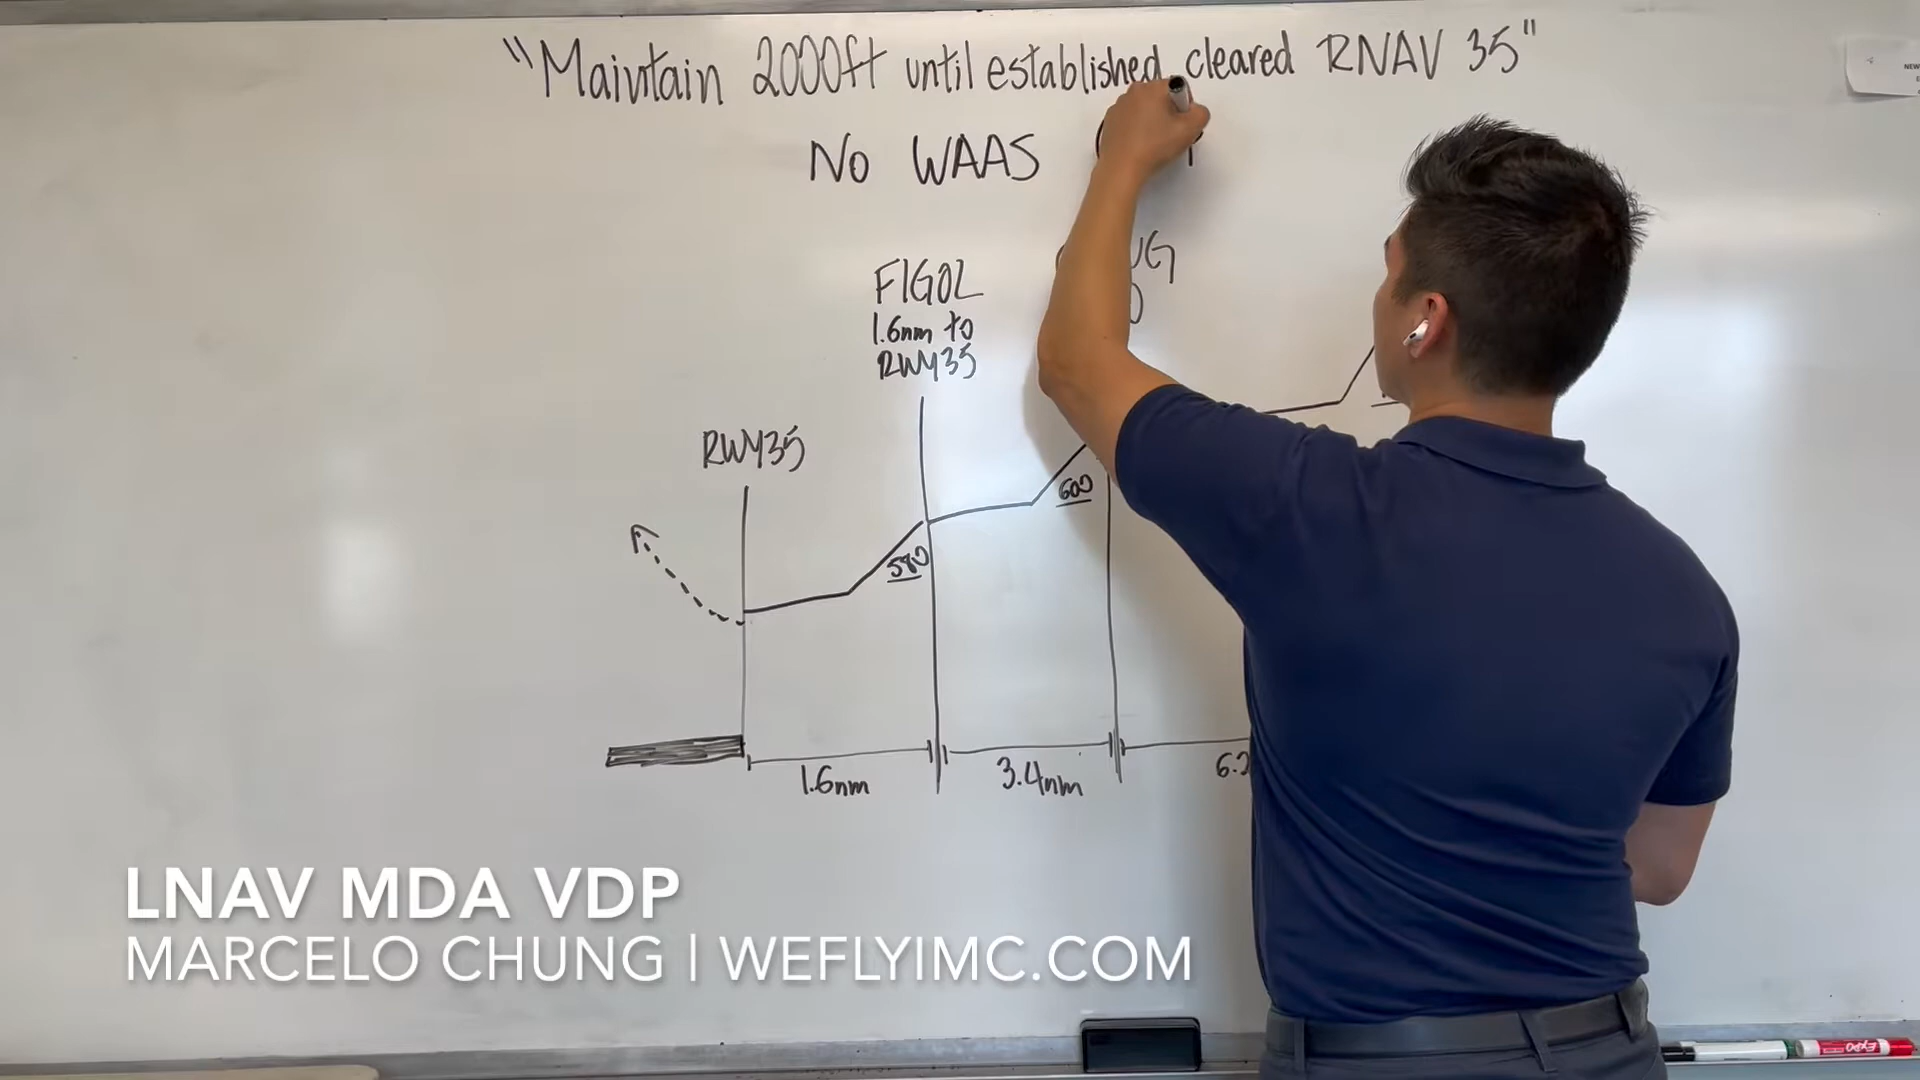 "Maintain 2000ft until established, cleared RNAV 35"
No WAAS
FIGOL
1.6nm to
RWY35
RWY35
600
580
1.6nm
3.4nm
LNAV MDA VDP
MARCELO CHUNG | WEFLYIMC.COM
EXPO